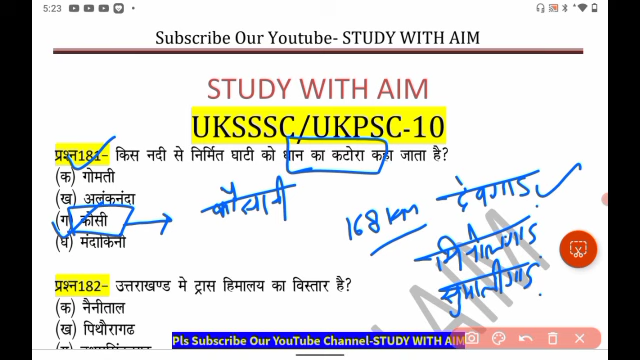 5:23
Subscribe Our Youtube- STUDY WITH AIM
STUDY WITH AIM
UKSSSC/UKPSC-10
प्रश्न181- किस नदी से निर्मित घाटी को धान का कटोरा कहा जाता है?
(क) गोमती
(ख) अलकनंदा
(ग) कोसी
(घ) मंदाकिनी
कौसानी
168 km
देवगाड
सुमालीगाड
प्रश्न182- उत्तराखण्ड मे ट्रास हिमालय का विस्तार है?
(क) नैनीताल
(ख) पिथौरागढ
Pls Subscribe Our YouTube Channel-STUDY WITH AIM